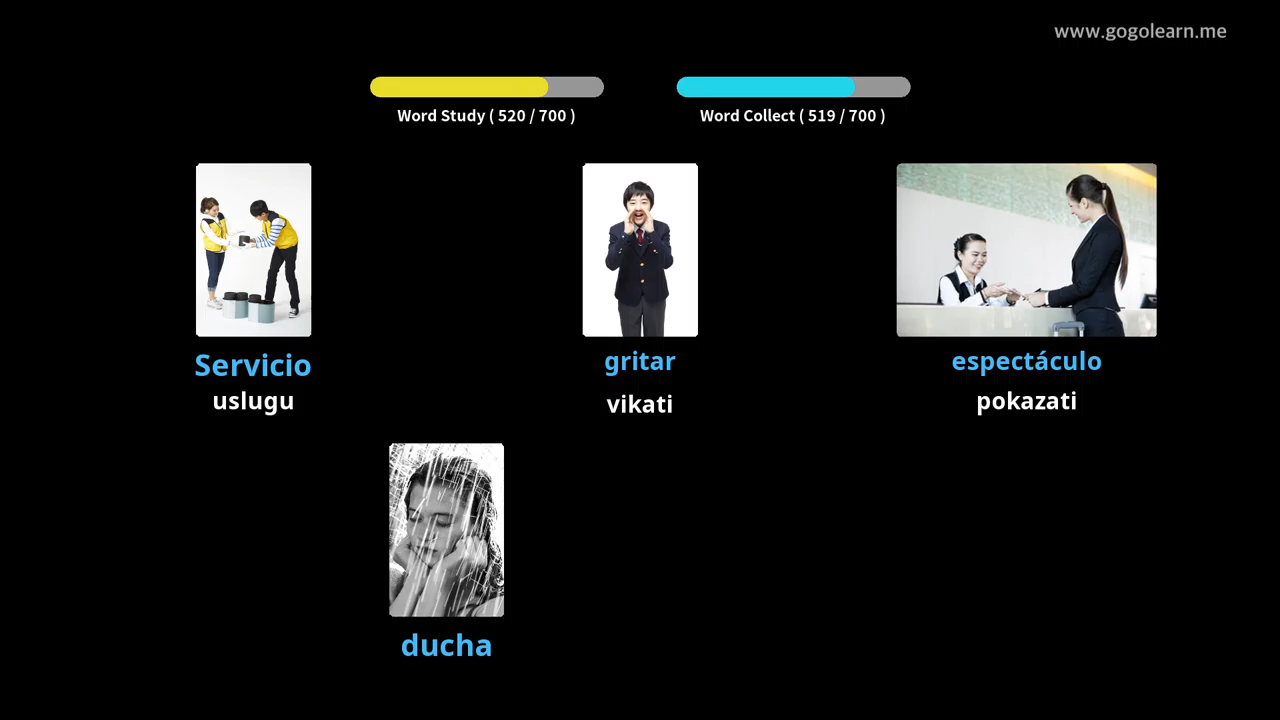 www.gogolearn.me
Word Study ( 520 / 700 )
Word Collect ( 519 / 700 )
Servicio
uslugu
gritar
vikati
espectáculo
pokazati
ducha